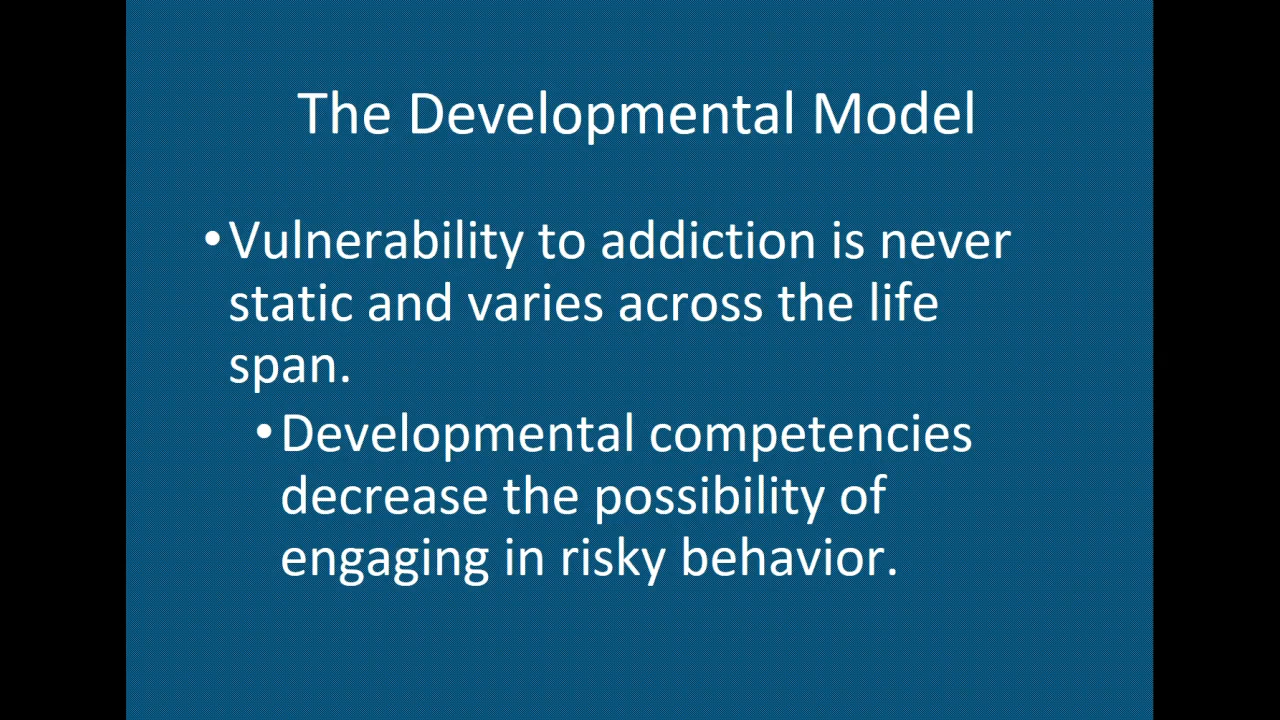 The Developmental Model
•Vulnerability to addiction is never
static and varies across the life
span.
•Developmental competencies
decrease the possibility of
engaging in risky behavior.